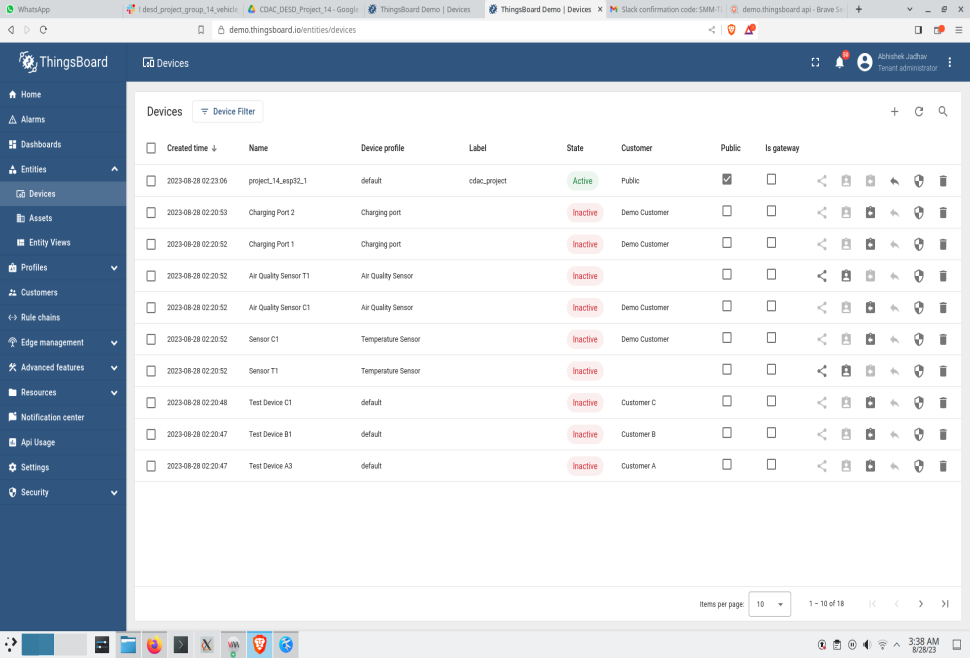 WhatsApp
! desd_project_group_14_vehicle
CDAC_DESD_Project_14 - Google
ThingsBoard Demo | Devices
ThingsBoard Demo | Devices
Slack confirmation code: SMM-T
demo.thingsboard api - Brave Se
demo.thingsboard.io/entities/devices
ThingsBoard
Devices
Abhishek Jadhav
Tenant administrator
Home
Alarms
Dashboards
Entities
Devices
Assets
Entity Views
Profiles
Customers
Rule chains
Edge management
Advanced features
Resources
Notification center
Api Usage
Settings
Security
Devices
Device Filter
Created time Name Device profile Label State Customer Public Is gateway
2023-08-28 02:23:06 project_14_esp32_1 default cdac_project Active Public
2023-08-28 02:20:53 Charging Port 2 Charging port Inactive Demo Customer
2023-08-28 02:20:52 Charging Port 1 Charging port Inactive Demo Customer
2023-08-28 02:20:52 Air Quality Sensor T1 Air Quality Sensor Inactive
2023-08-28 02:20:52 Air Quality Sensor C1 Air Quality Sensor Inactive Demo Customer
2023-08-28 02:20:52 Sensor C1 Temperature Sensor Inactive Demo Customer
2023-08-28 02:20:52 Sensor T1 Temperature Sensor Inactive
2023-08-28 02:20:48 Test Device C1 default Inactive Customer C
2023-08-28 02:20:47 Test Device B1 default Inactive Customer B
2023-08-28 02:20:47 Test Device A3 default Inactive Customer A
Items per page: 10 1 – 10 of 18
3:38 AM
8/28/23